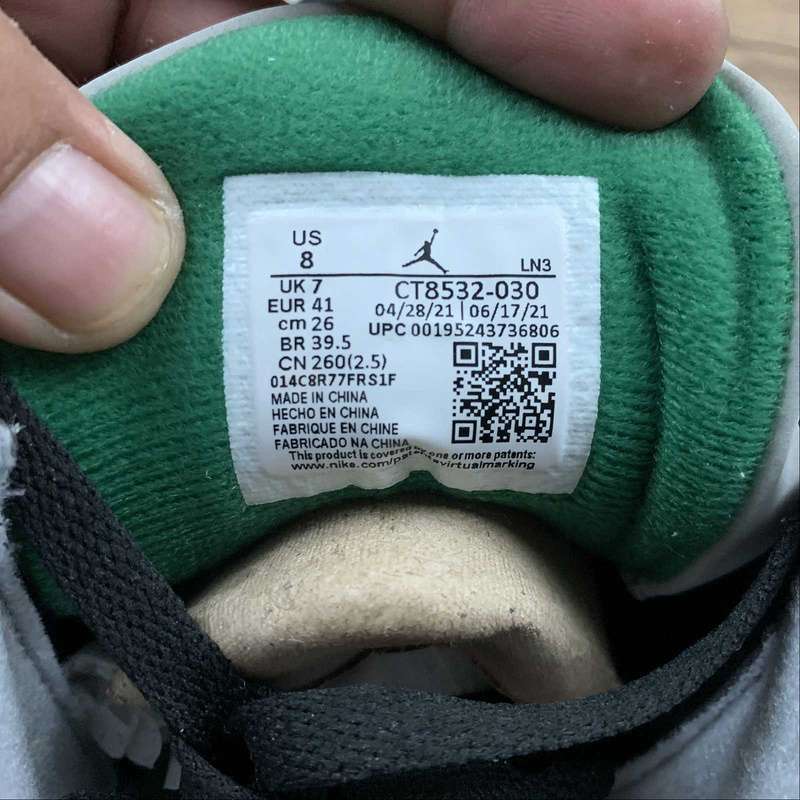 US
8
LN3
UK 7
EUR 41
cm 26
BR 39.5
CN 260(2.5)
014C8R77FRS1F
CT8532-030
04/28/21 | 06/17/21
UPC 00195243736806
MADE IN CHINA
HECHO EN CHINA
FABRIQUE EN CHINE
FABRICADO NA CHINA
This product is covered by one or more patents:
www.nike.com/